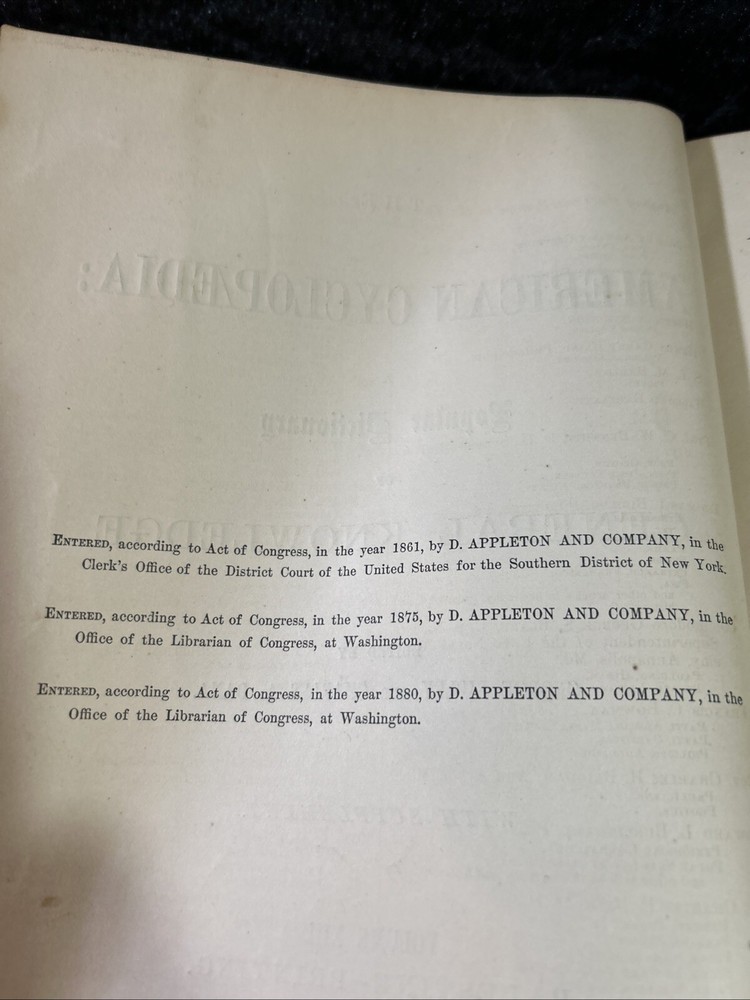 ENTERED, according to Act of Congress, in the year 1861, by D. APPLETON AND COMPANY, in the
Clerk's Office of the District Court of the United States for the Southern District of New York.
ENTERED, according to Act of Congress, in the year 1875, by D. APPLETON AND COMPANY, in the
Office of the Librarian of Congress, at Washington.
ENTERED, according to Act of Congress, in the year 1880, by D. APPLETON AND COMPANY, in the
Office of the Librarian of Congress, at Washington.